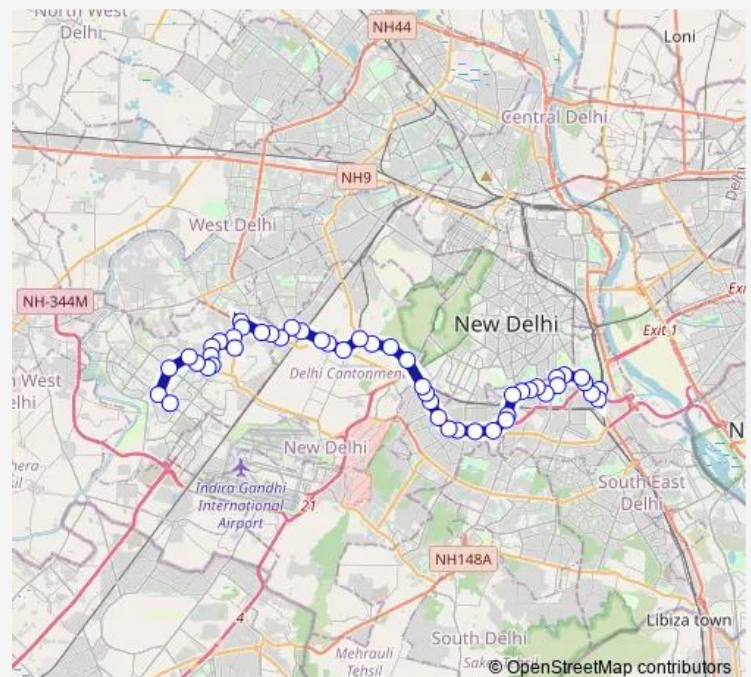 North West
Delhi
NH44
Loni
Central Delhi
NH9
Delhi
West Delhi
NH-344M
New Delhi
Exit 1
Delhi Cantonment
New Delhi
N
Indira Gandhi
International
Airport
21
South East
Delhi
NH148A
4
Libiza town
South Delhi
Mehrauli
Tehsil
© OpenStreetMap contributors